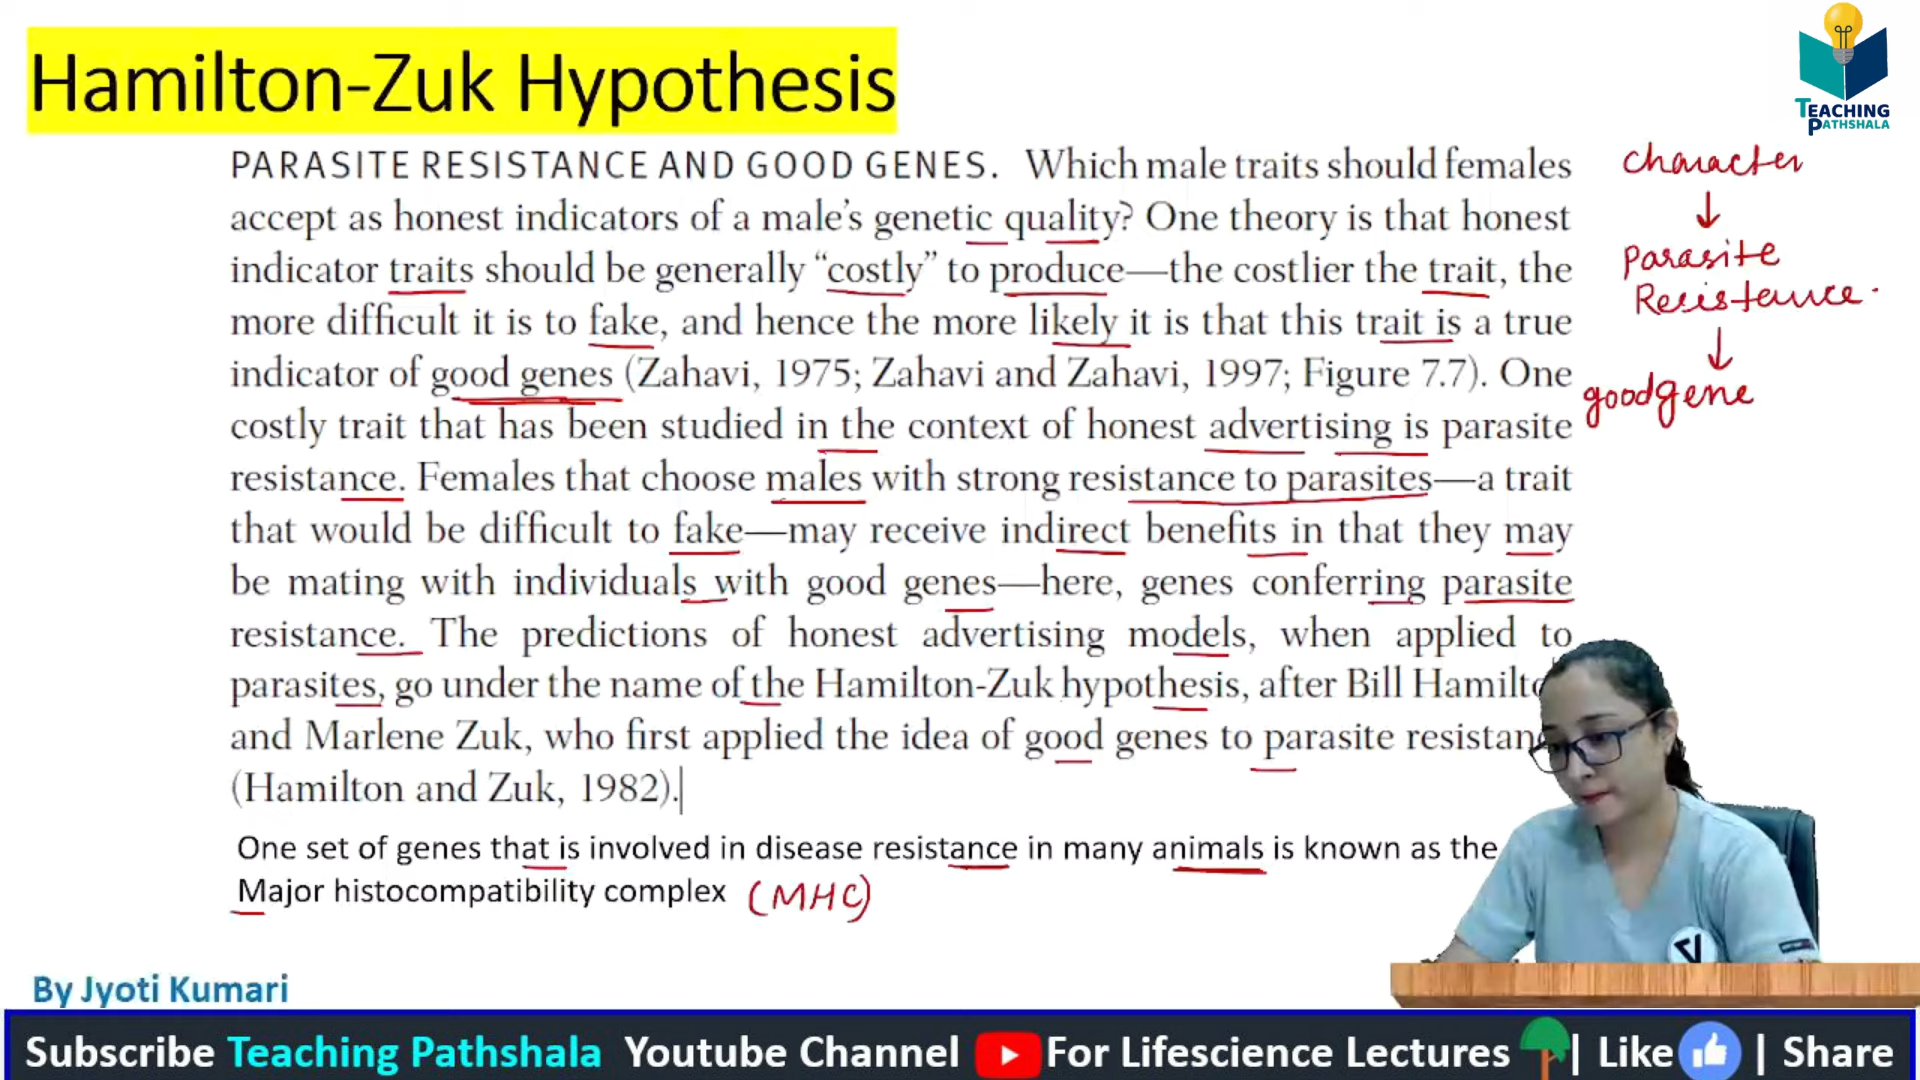 Hamilton-Zuk Hypothesis
TEACHING
PATHSHALA
PARASITE RESISTANCE AND GOOD GENES. Which male traits should females
accept as honest indicators of a male's genetic quality? One theory is that honest
indicator traits should be generally “costly” to produce—the costlier the trait, the
more difficult it is to fake, and hence the more likely it is that this trait is a true
indicator of good genes (Zahavi, 1975; Zahavi and Zahavi, 1997; Figure 7.7). One
costly trait that has been studied in the context of honest advertising is parasite
resistance. Females that choose males with strong resistance to parasites—a trait
that would be difficult to fake—may receive indirect benefits in that they may
be mating with individuals with good genes—here, genes conferring parasite
resistance. The predictions of honest advertising models, when applied to
parasites, go under the name of the Hamilton-Zuk hypothesis, after Bill Hamilto
and Marlene Zuk, who first applied the idea of good genes to parasite resistan
(Hamilton and Zuk, 1982).
character
↓
Parasite
Resistance.
↓
goodgene
One set of genes that is involved in disease resistance in many animals is known as the
Major histocompatibility complex (MHC)
By Jyoti Kumari
Subscribe Teaching Pathshala Youtube Channel For Lifescience Lectures | Like | Share